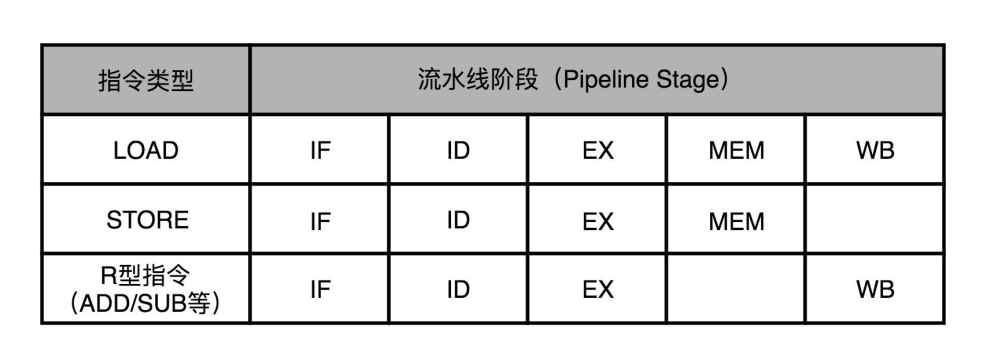 指令类型 流水线阶段（Pipeline Stage）
LOAD IF ID EX MEM WB
STORE IF ID EX MEM
R型指令
（ADD/SUB等） IF ID EX WB